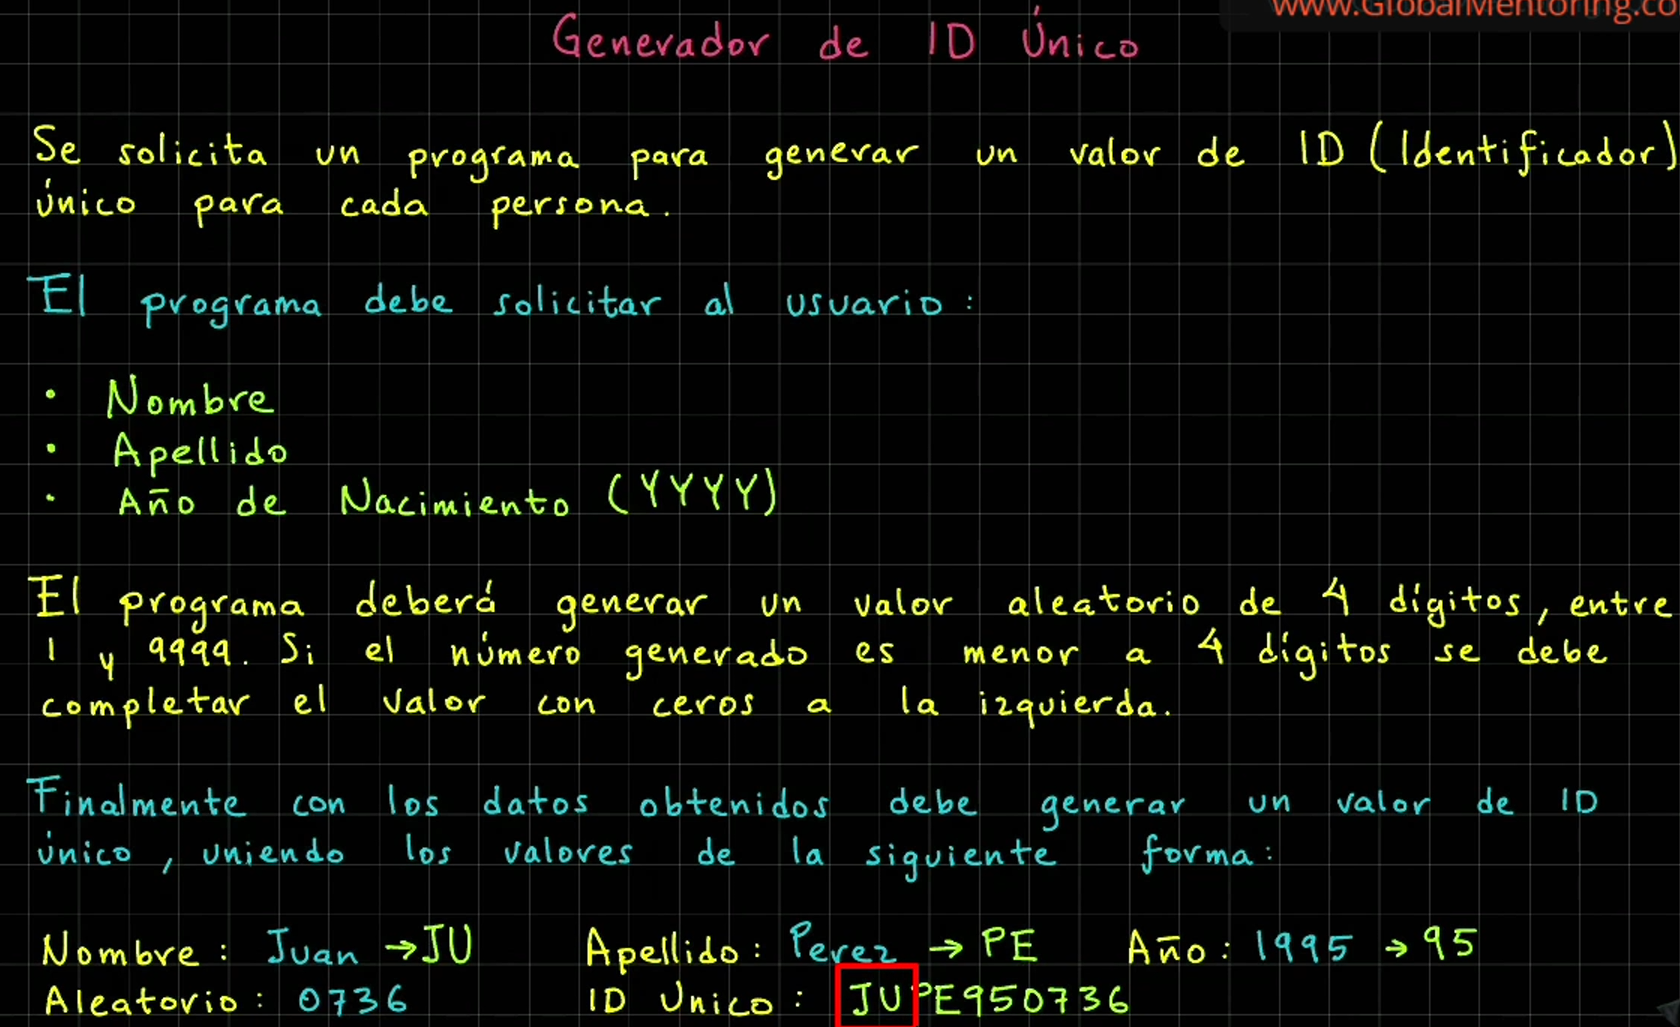 www.GlobalMentoring.co
Generador de ID Único
Se solicita un programa para generar un valor de ID (Identificador)
único para cada persona.
El programa debe solicitar al usuario:
• Nombre
• Apellido
• Año de Nacimiento (YYYY)
El programa deberá generar un valor aleatorio de 4 dígitos, entre
1 y 9999. Si el número generado es menor a 4 dígitos se debe
completar el valor con ceros a la izquierda.
Finalmente con los datos obtenidos debe generar un valor de ID
único, uniendo los valores de la siguiente forma:
Nombre: Juan → JU Apellido: Perez → PE Año: 1995 → 95
Aleatorio: 0736 ID Unico: JUPE950736